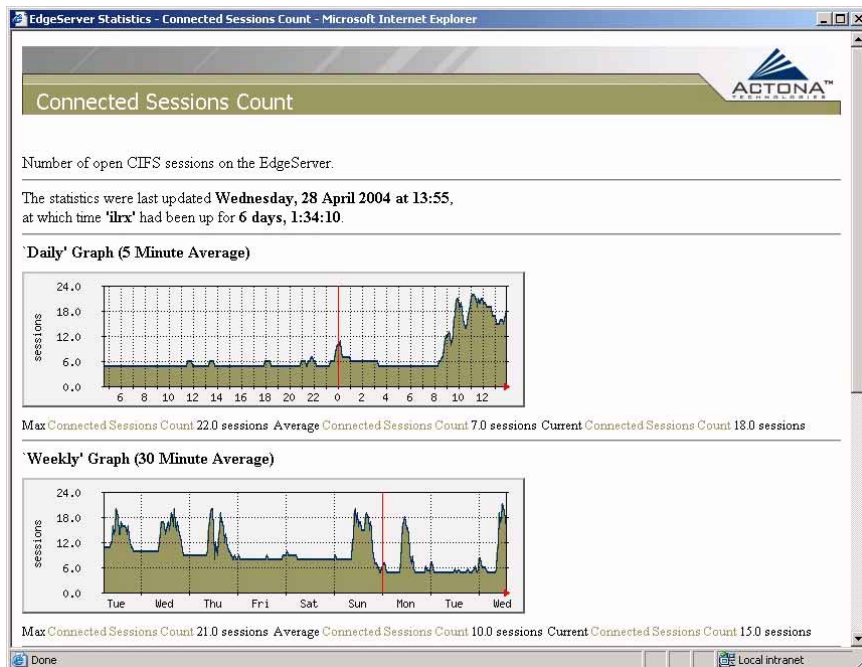 EdgeServer Statistics - Connected Sessions Count - Microsoft Internet Explorer
ACTONA™
TECHNOLOGIES
Connected Sessions Count
Number of open CIFS sessions on the EdgeServer.
The statistics were last updated Wednesday, 28 April 2004 at 13:55,
at which time 'ilrx' had been up for 6 days, 1:34:10.
`Daily' Graph (5 Minute Average)
24.0
18.0
12.0
6.0
0.0
sessions
6 8 10 12 14 16 18 20 22 0 2 4 6 8 10 12
Max Connected Sessions Count 22.0 sessions Average Connected Sessions Count 7.0 sessions Current Connected Sessions Count 18.0 sessions
`Weekly' Graph (30 Minute Average)
24.0
18.0
12.0
6.0
0.0
sessions
Tue Wed Thu Fri Sat Sun Mon Tue Wed
Max Connected Sessions Count 21.0 sessions Average Connected Sessions Count 10.0 sessions Current Connected Sessions Count 15.0 sessions
Done
Local intranet